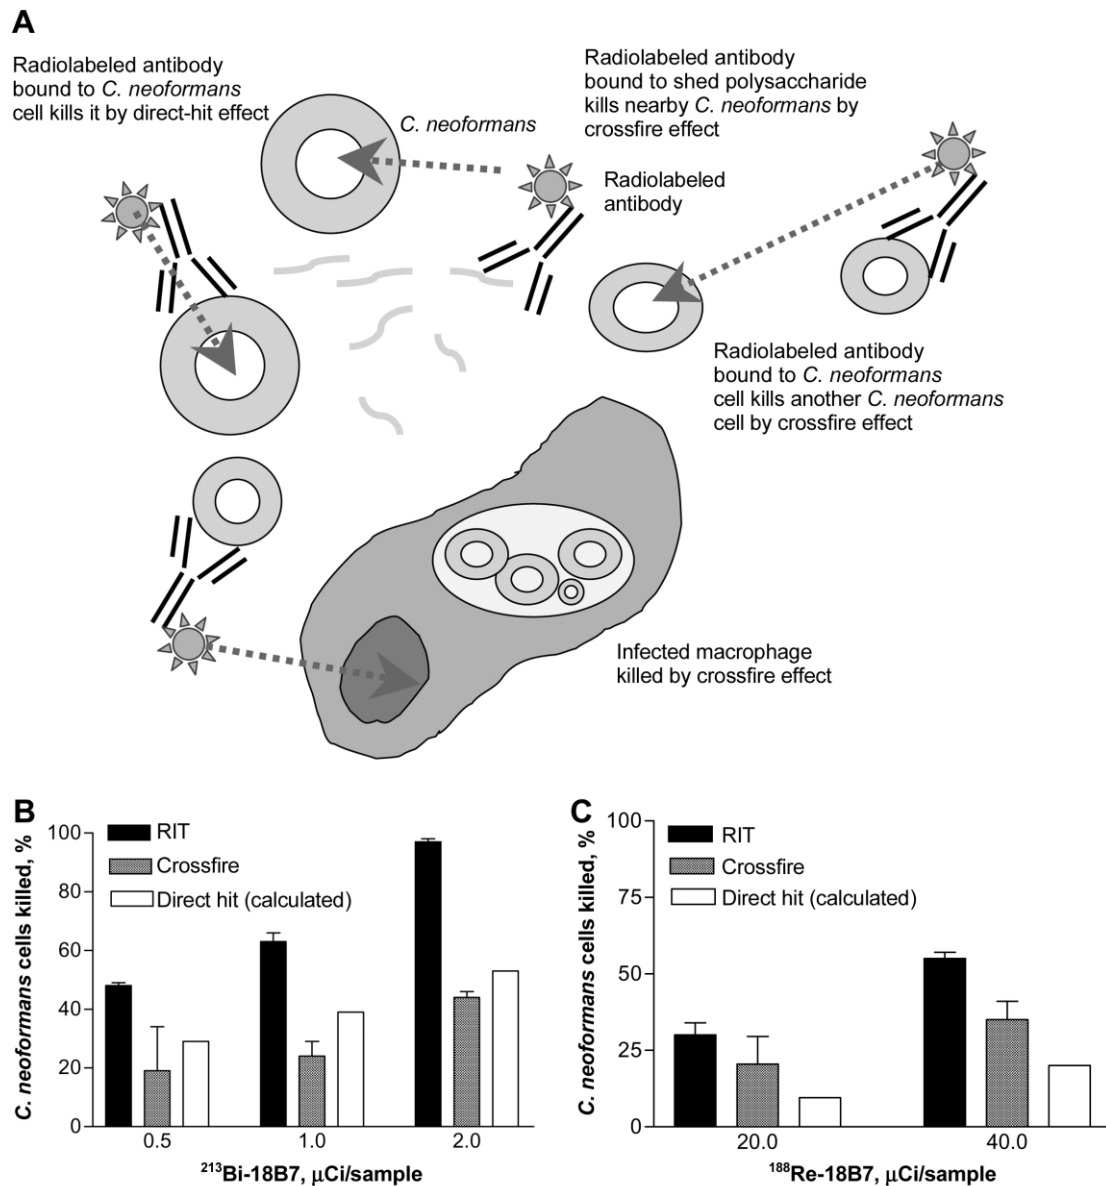 A
Radiolabeled antibody
bound to C. neoformans
cell kills it by direct-hit effect
C. neoformans
Radiolabeled antibody
bound to shed polysaccharide
kills nearby C. neoformans by
crossfire effect
Radiolabeled
antibody
Radiolabeled antibody
bound to C. neoformans
cell kills another C. neoformans
cell by crossfire effect
Infected macrophage
killed by crossfire effect
B
C. neoformans cells killed, %
100
80
60
40
20
0
RIT
Crossfire
Direct hit (calculated)
0.5 1.0 2.0
²¹³Bi-18B7, μCi/sample
C
C. neoformans cells killed, %
100
75
50
25
0
RIT
Crossfire
Direct hit (calculated)
20.0 40.0
¹⁸⁸Re-18B7, μCi/sample